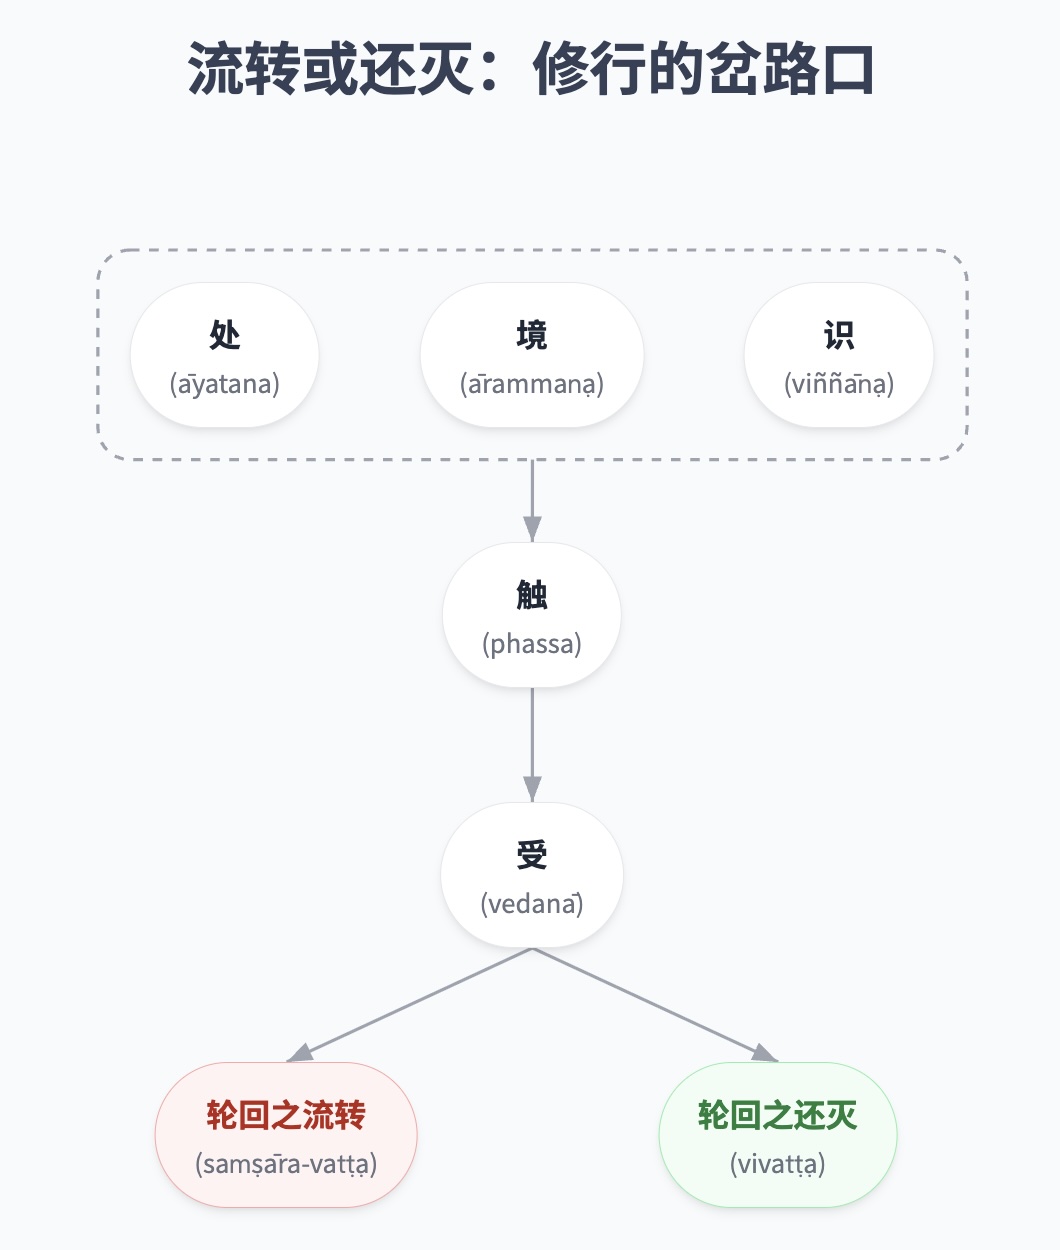 流转或还灭：修行的岔路口
处
(āyatana)
境
(ārammaṇa)
识
(viññāṇa)
触
(phassa)
受
(vedanā)
轮回之流转
(saṃsāra-vaṭṭa)
轮回之还灭
(vivaṭṭa)